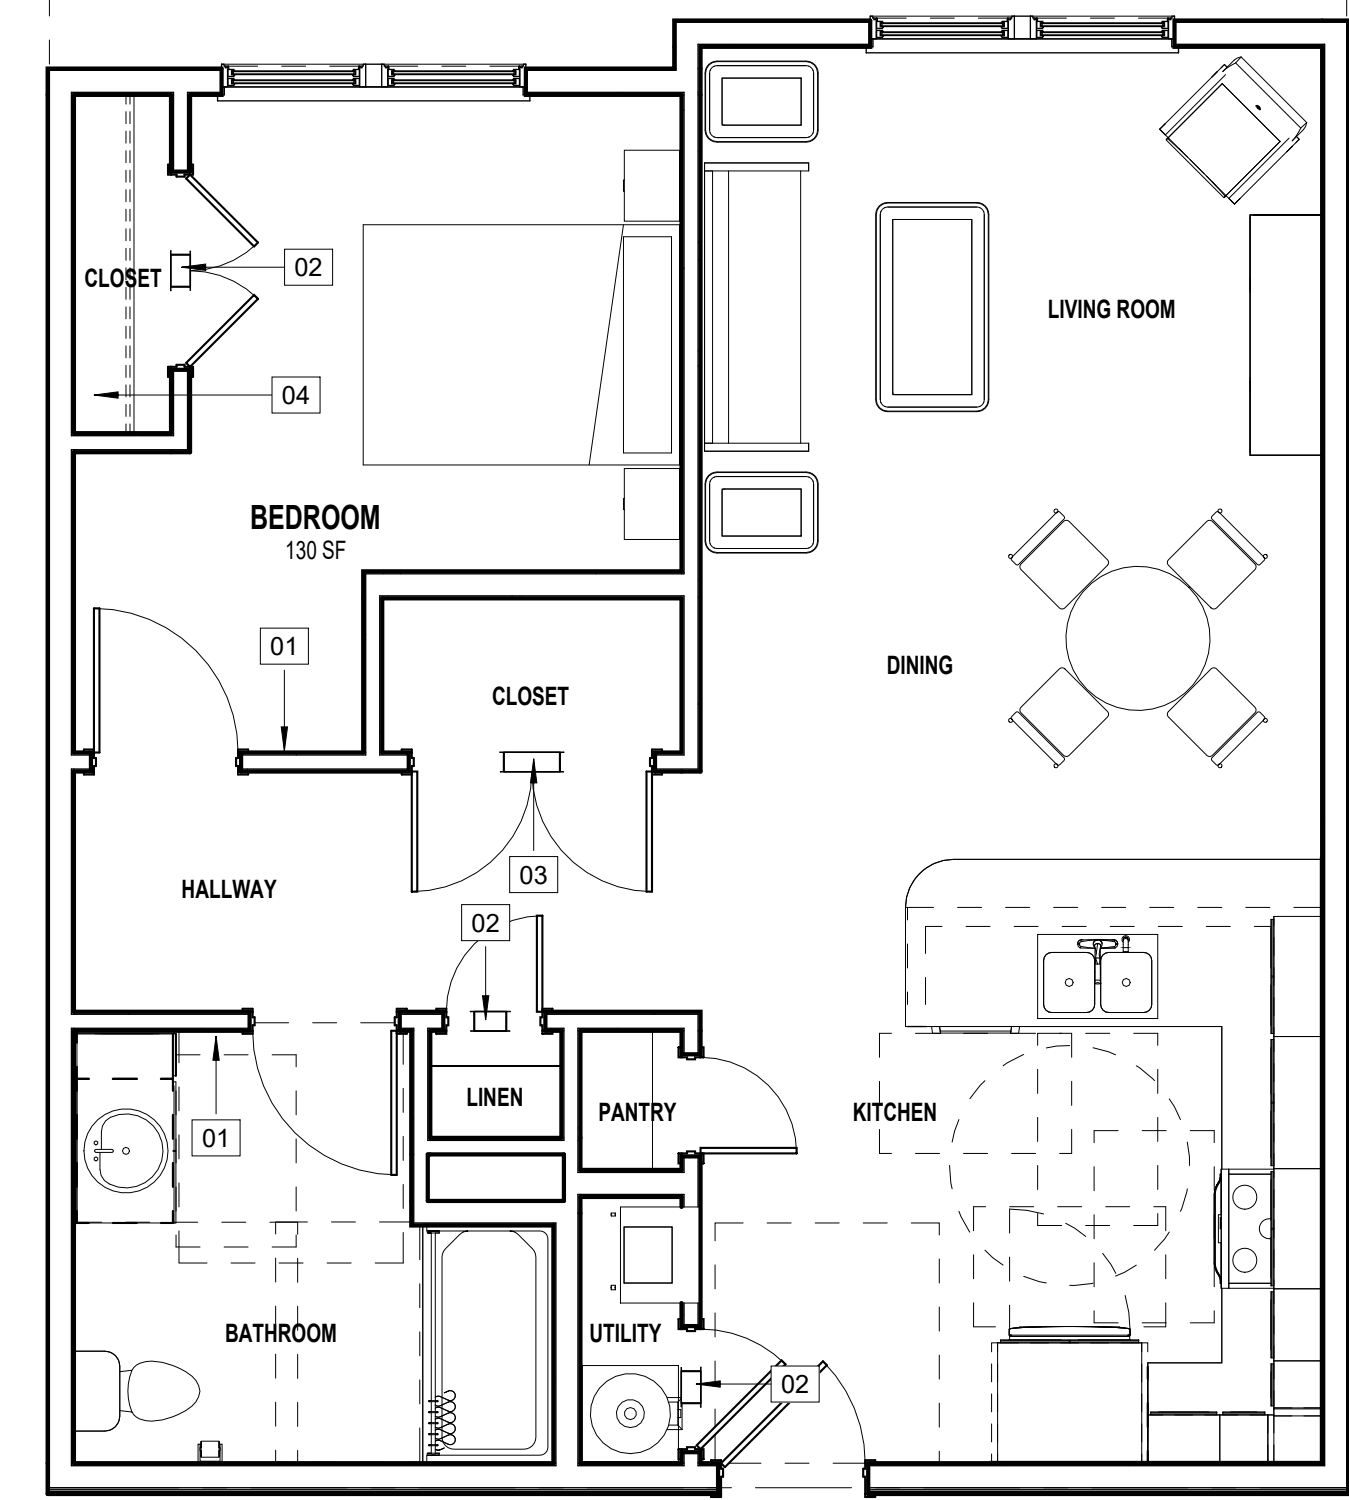 02
CLOSET
LIVING ROOM
04
BEDROOM
130 SF
01
DINING
CLOSET
03
HALLWAY
02
LINEN
PANTRY
KITCHEN
01
BATHROOM
UTILITY
02